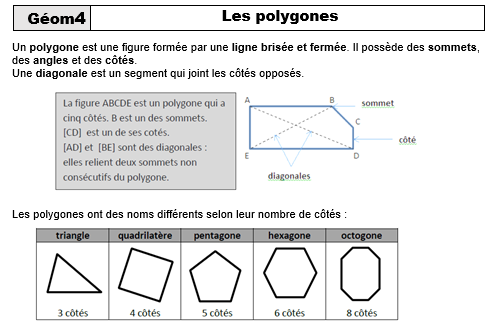 Géom4
Les polygones
Un polygone est une figure formée par une ligne brisée et fermée. Il possède des sommets,
des angles et des côtés.
Une diagonale est un segment qui joint les côtés opposés.
La figure ABCDE est un polygone qui a
cinq côtés. B est un des sommets.
[CD] est un de ses cotés.
[AD] et [BE] sont des diagonales :
elles relient deux sommets non
consécutifs du polygone.
A
B
sommet
C
côté
E
D
diagonales
Les polygones ont des noms différents selon leur nombre de côtés :
triangle quadrilatère pentagone hexagone octogone
3 côtés 4 côtés 5 côtés 6 côtés 8 côtés